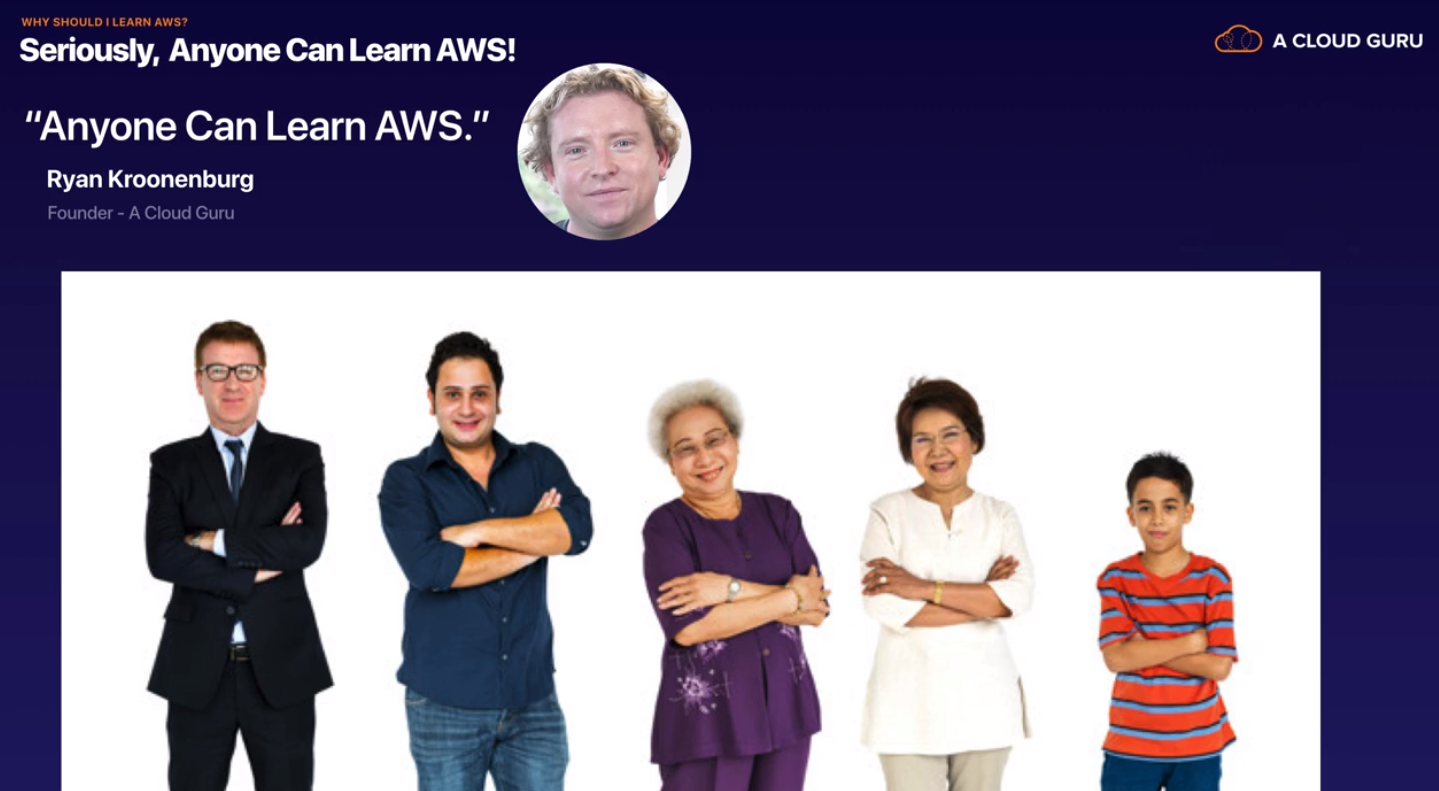 WHY SHOULD I LEARN AWS?
Seriously, Anyone Can Learn AWS!
A CLOUD GURU
“Anyone Can Learn AWS.”
Ryan Kroonenburg
Founder - A Cloud Guru